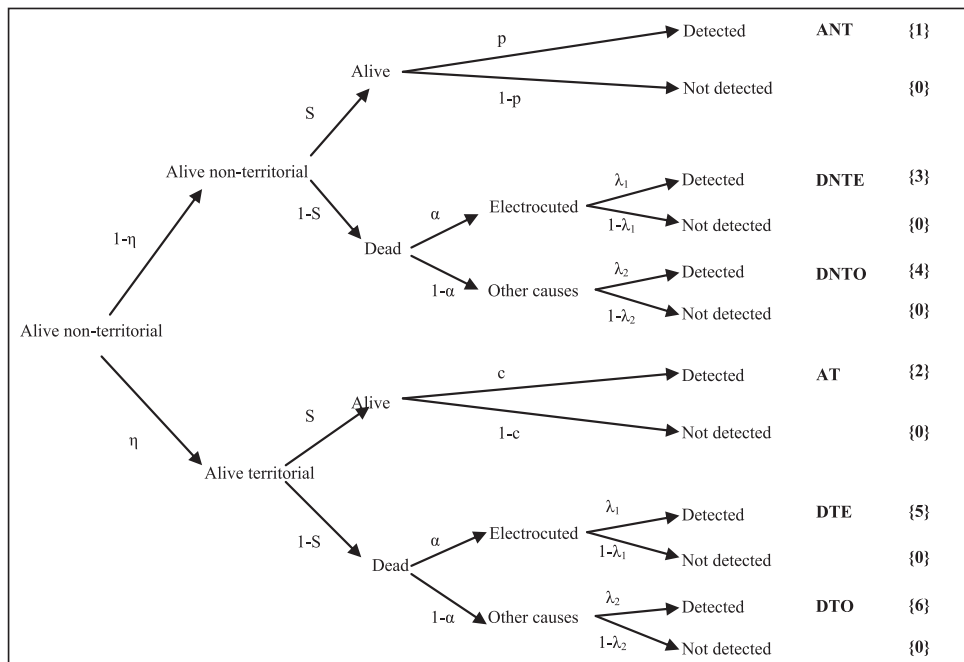 p
Detected ANT {1}
Alive
1-p
Not detected {0}
S
Alive non-territorial
λ1
Detected DNTE {3}
1-S
α
Electrocuted
1-λ1
Not detected {0}
1-η
Dead
1-α
Other causes
λ2
Detected DNTO {4}
1-λ2
Not detected {0}
Alive non-territorial
c
Detected AT {2}
S
Alive
1-c
Not detected {0}
η
Alive territorial
λ1
Detected DTE {5}
1-S
α
Electrocuted
1-λ1
Not detected {0}
Dead
1-α
Other causes
λ2
Detected DTO {6}
1-λ2
Not detected {0}